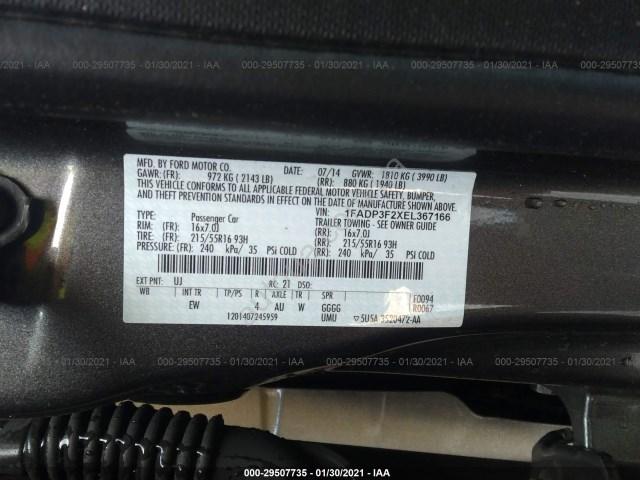 000-29507735 - 01/30/2021 - IAA
MFD. BY FORD MOTOR CO. DATE: 07/14 GVWR: 1810 KG ( 3990 LB)
GAWR: (FR): 972 KG ( 2143 LB) (RR): 880 KG ( 1940 LB)
THIS VEHICLE CONFORMS TO ALL APPLICABLE FEDERAL MOTOR VEHICLE SAFETY, BUMPER,
AND THEFT PREVENTION STANDARDS IN EFFECT ON THE DATE OF MANUFACTURE SHOWN ABOVE.
VIN: 1FADP3F2XEL367166
TYPE: Passenger Car TRAILER TOWING - SEE OWNER GUIDE
RIM: (FR): 16x7.0J (RR): 16x7.0J
TIRE: (FR): 215/55R16 93H (RR): 215/55R16 93H
PRESSURE: (FR): 240 kPa/ 35 PSI COLD (RR): 240 kPa/ 35 PSI COLD
EXT PNT: UJ RC: 21 DSO:
WB INT TR TP/PS R AXLE TR SPR F0094
EW 4 AU W GGGG R0067
1201407245959 UMU ▽5U5A 3520472-AA
000-29507735 - 01/30/2021 - IAA